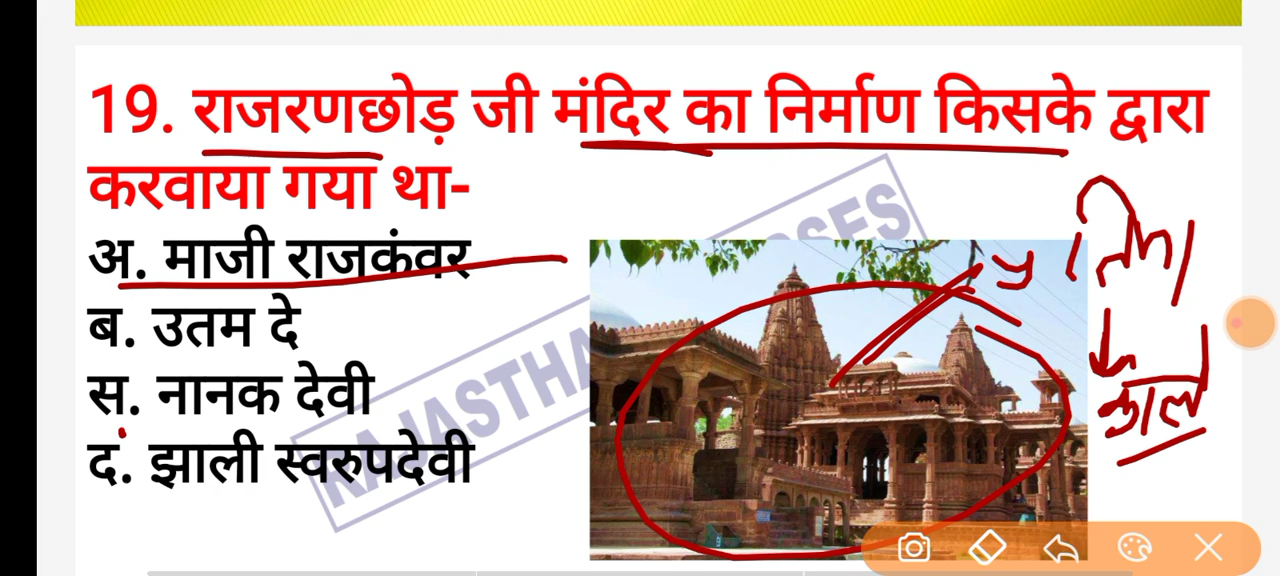 19. राजरणछोड़ जी मंदिर का निर्माण किसके द्वारा
करवाया गया था-
अ. माजी राजकंवर
ब. उतम दे
स. नानक देवी
द. झाली स्वरुपदेवी